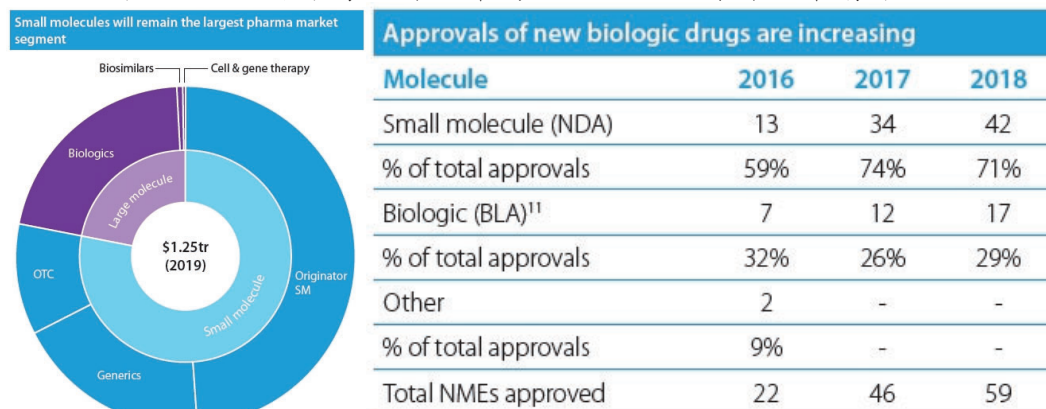 Small molecules will remain the largest pharma market
segment
Biosimilars
Cell & gene therapy
Biologics
Large molecule
$1.25tr
(2019)
OTC
Originator
SM
Small molecule
Generics
Approvals of new biologic drugs are increasing
Molecule 2016 2017 2018
Small molecule (NDA) 13 34 42
% of total approvals 59% 74% 71%
Biologic (BLA)¹¹ 7 12 17
% of total approvals 32% 26% 29%
Other 2 - -
% of total approvals 9% - -
Total NMEs approved 22 46 59